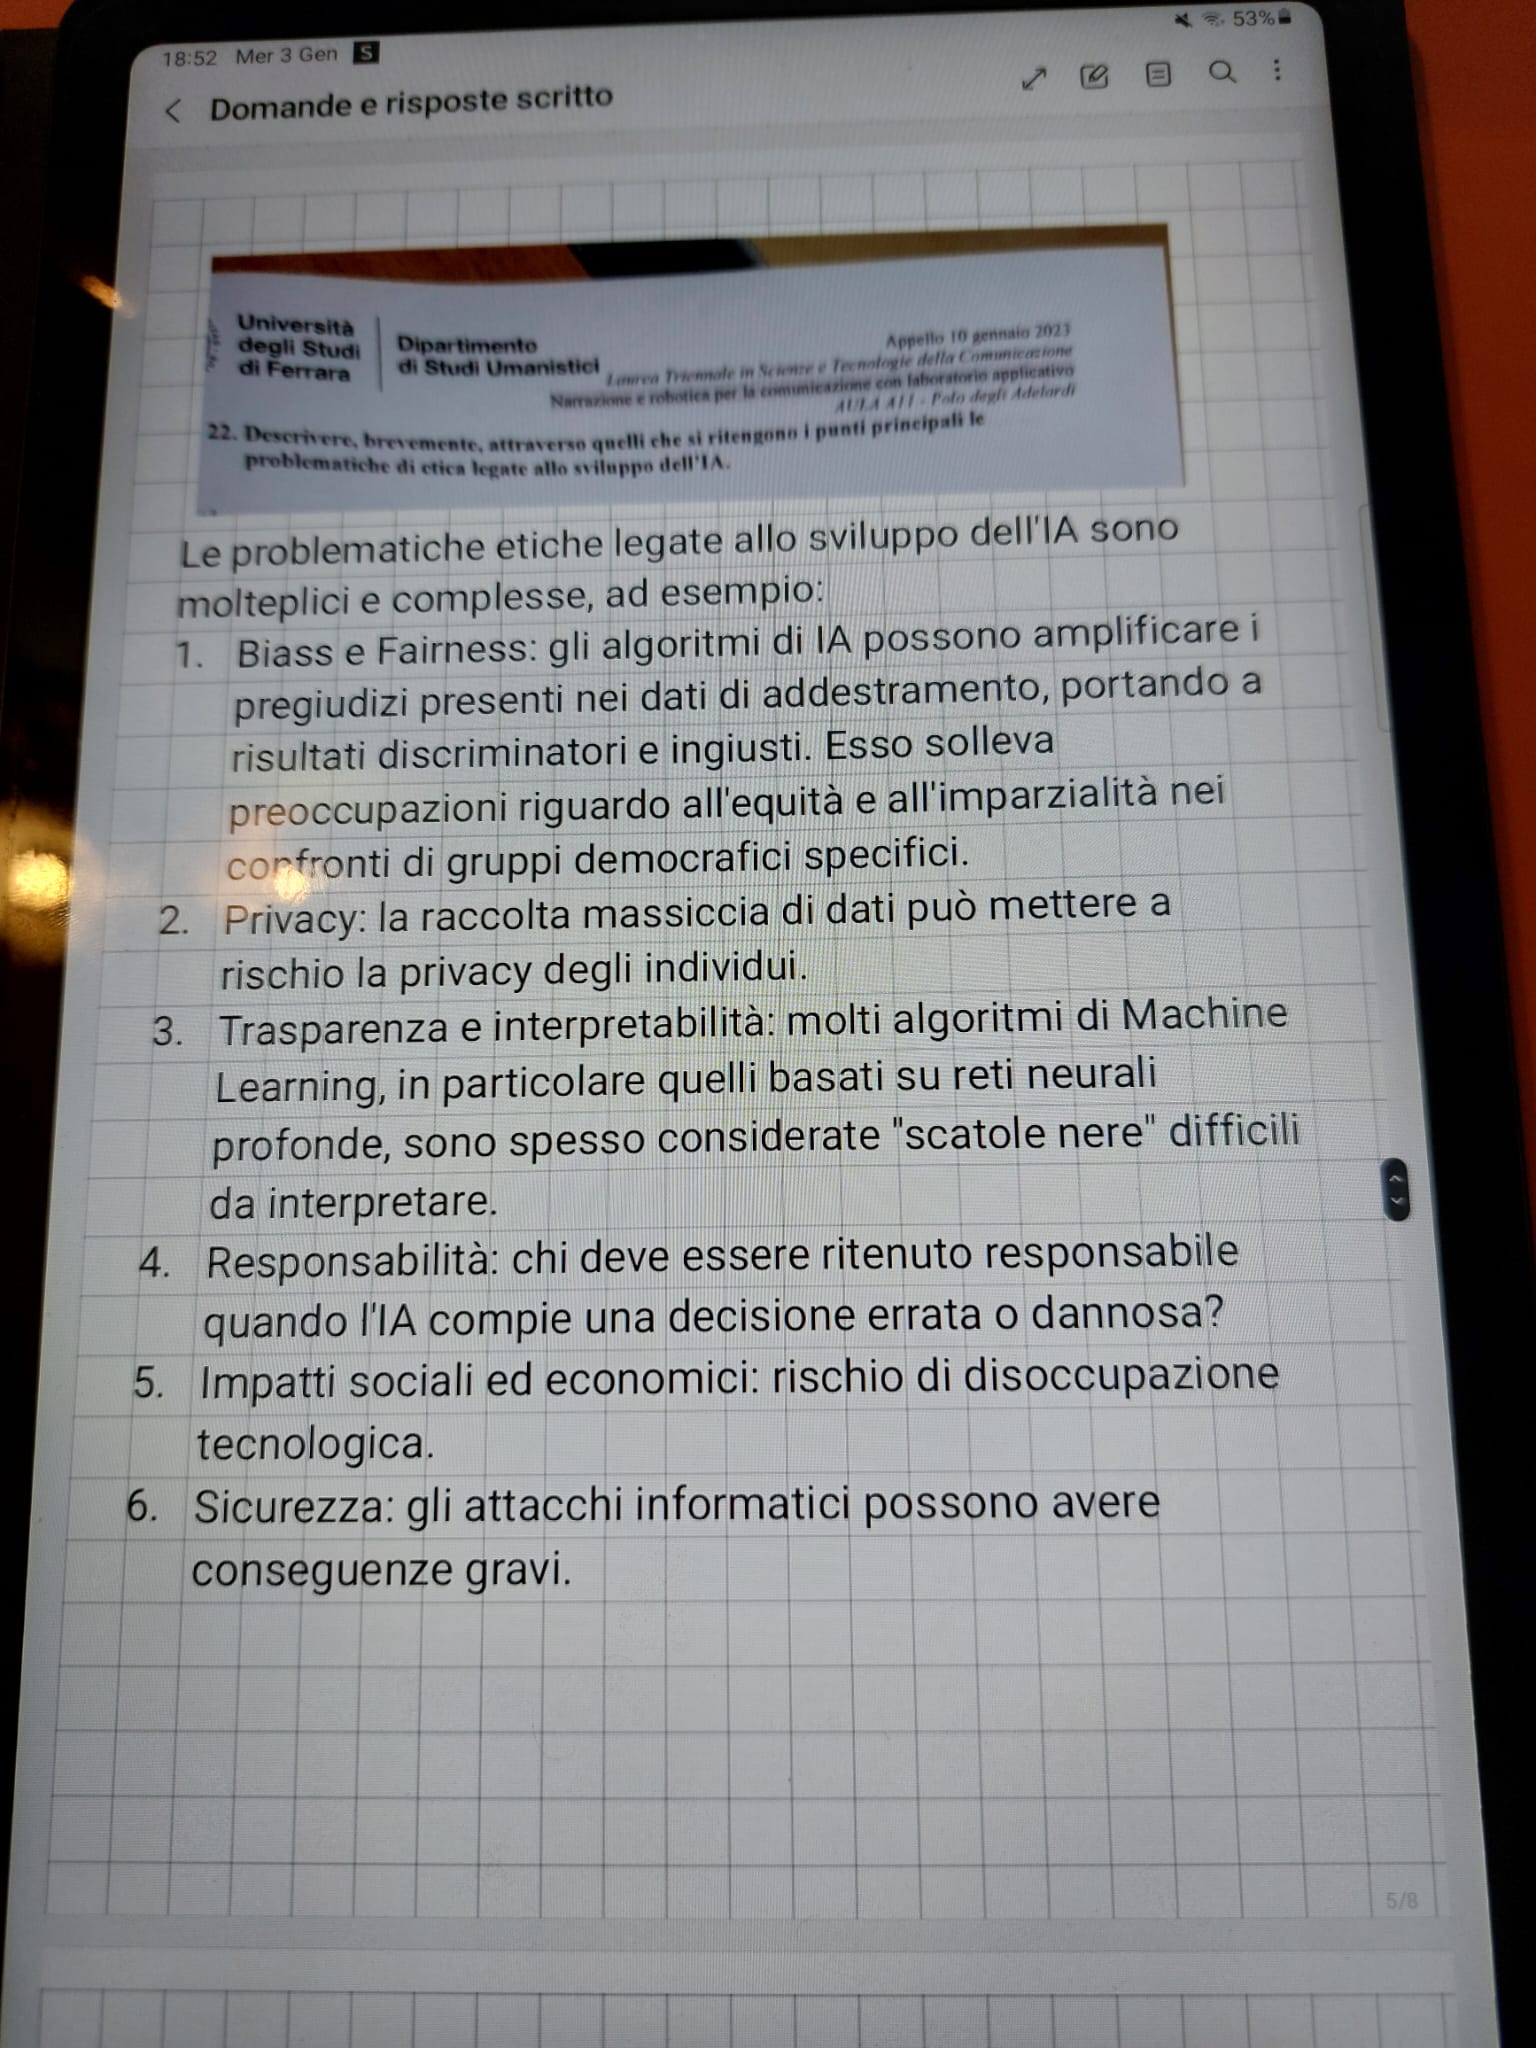 18:52 Mer 3 Gen S
53%
Domande e risposte scritto
Università
degli Studi
di Ferrara
Dipartimento
di Studi Umanistici
Appello 10 gennaio 2023
Laurea Triennale in Scienze e Tecnologie della Comunicazione
Narrazione e robotica per la comunicazione con laboratorio applicativo
AULA A11 - Polo degli Adelardi
22. Descrivere, brevemente, attraverso quelli che si ritengono i punti principali le
problematiche di etica legate allo sviluppo dell'IA.
Le problematiche etiche legate allo sviluppo dell'IA sono
molteplici e complesse, ad esempio:
1. Biass e Fairness: gli algoritmi di IA possono amplificare i
pregiudizi presenti nei dati di addestramento, portando a
risultati discriminatori e ingiusti. Esso solleva
preoccupazioni riguardo all'equità e all'imparzialità nei
confronti di gruppi democrafici specifici.
2. Privacy: la raccolta massiccia di dati può mettere a
rischio la privacy degli individui.
3. Trasparenza e interpretabilità: molti algoritmi di Machine
Learning, in particolare quelli basati su reti neurali
profonde, sono spesso considerate "scatole nere" difficili
da interpretare.
4. Responsabilità: chi deve essere ritenuto responsabile
quando l'IA compie una decisione errata o dannosa?
5. Impatti sociali ed economici: rischio di disoccupazione
tecnologica.
6. Sicurezza: gli attacchi informatici possono avere
conseguenze gravi.
5/8